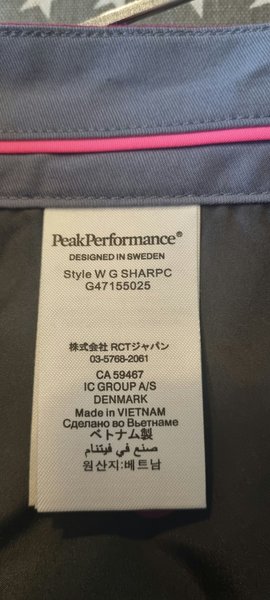 PeakPerformance®
DESIGNED IN SWEDEN
Style W G SHARPC
G47155025
株式会社 RCTジャパン
03-5768-2061
CA 59467
IC GROUP A/S
DENMARK
Made in VIETNAM
Сделано во Вьетнаме
ベトナム製
صنع في فيتنام
원산지:베트남